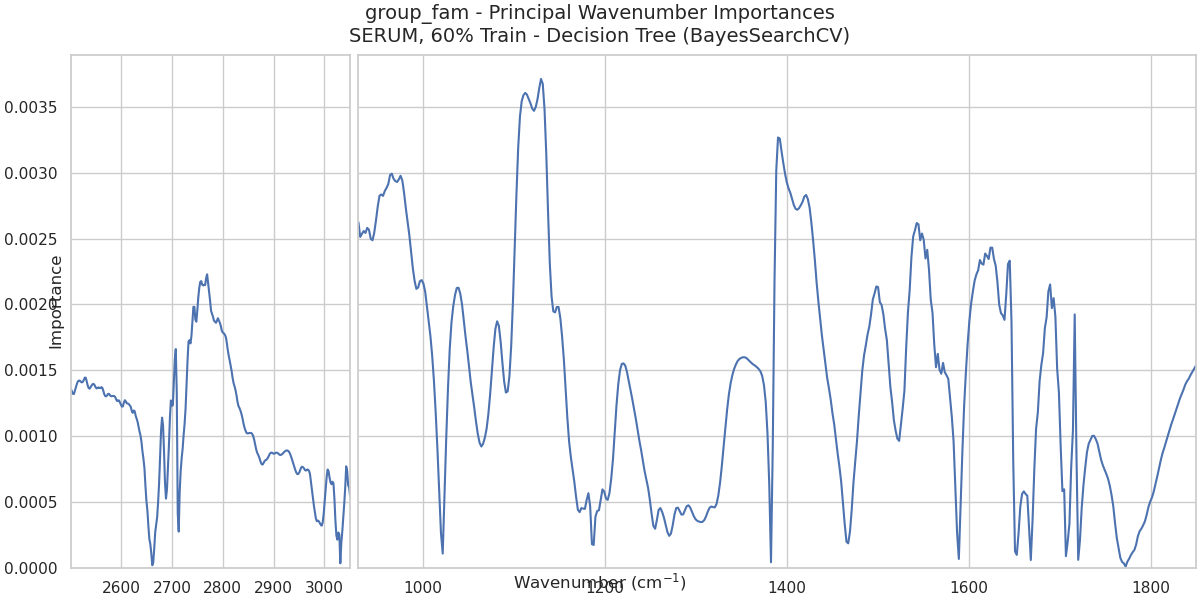 group_fam - Principal Wavenumber Importances
SERUM, 60% Train - Decision Tree (BayesSearchCV)
Importance
0.0035
0.0030
0.0025
0.0020
0.0015
0.0010
0.0005
0.0000
2600 2700 2800 2900 3000 1000 1200 1400 1600 1800
Wavenumber (cm⁻¹)